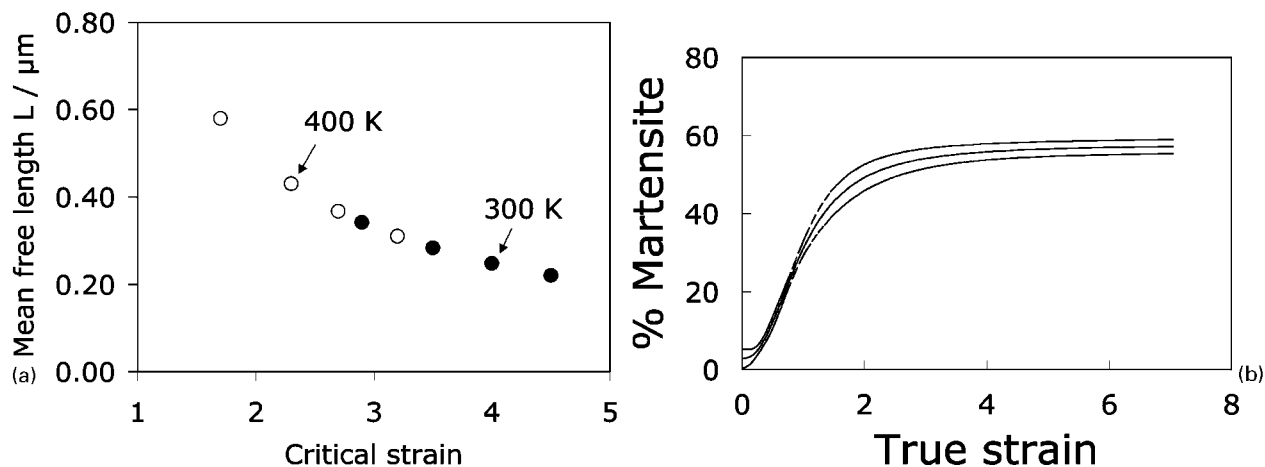 Mean free length L / µm
0.80
0.60
0.40
0.20
0.00
(a)
400 K
300 K
1 2 3 4 5
Critical strain
% Martensite
80
60
40
20
0
(b)
0 2 4 6 8
True strain